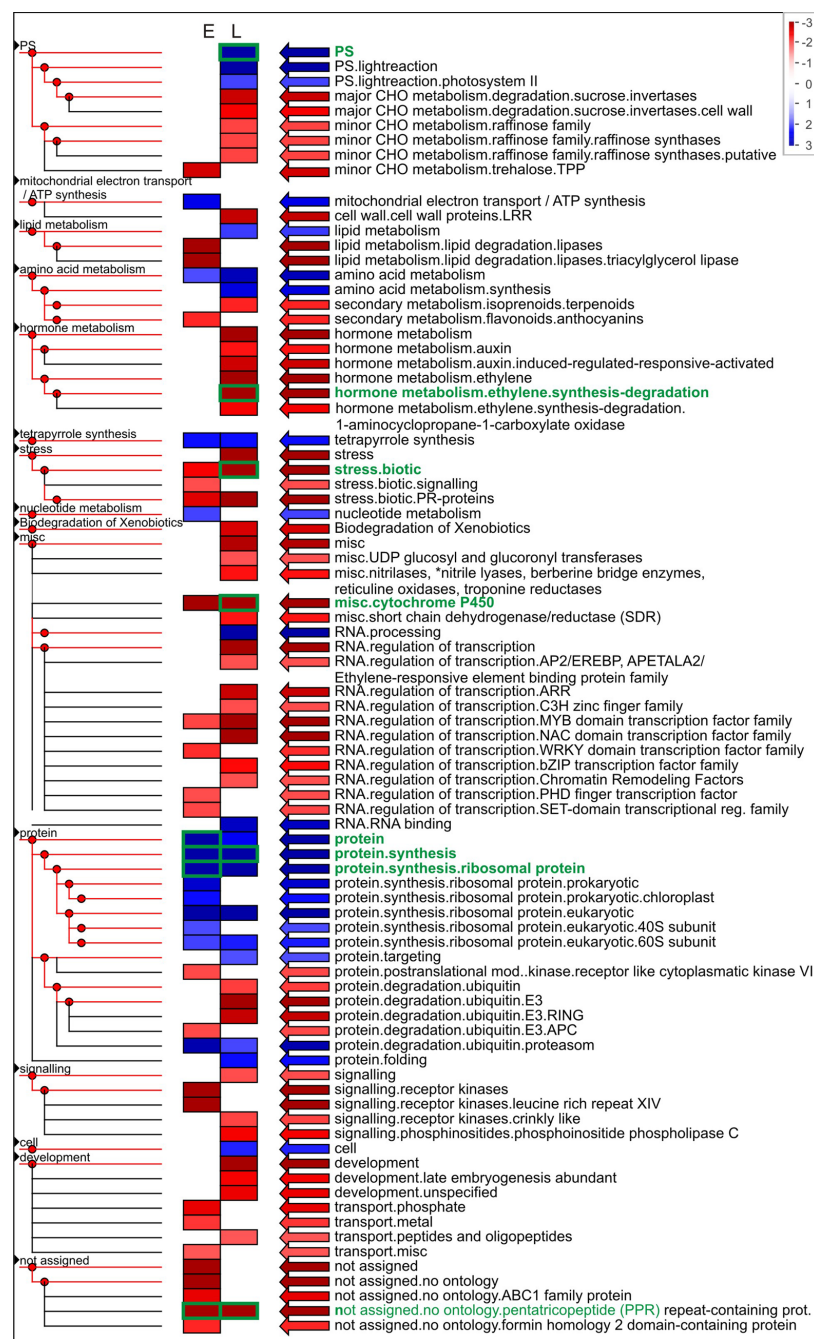 E L
-3
-2
-1
0
1
2
3
PS
PS
PS.lightreaction
PS.lightreaction.photosystem II
major CHO metabolism.degradation.sucrose.invertases
major CHO metabolism.degradation.sucrose.invertases.cell wall
minor CHO metabolism.raffinose family
minor CHO metabolism.raffinose family.raffinose synthases
minor CHO metabolism.raffinose family.raffinose synthases.putative
minor CHO metabolism.trehalose.TPP
mitochondrial electron transport
/ ATP synthesis
mitochondrial electron transport / ATP synthesis
cell wall.cell wall proteins.LRR
lipid metabolism
lipid metabolism
lipid metabolism.lipid degradation.lipases
lipid metabolism.lipid degradation.lipases.triacylglycerol lipase
amino acid metabolism
amino acid metabolism
amino acid metabolism.synthesis
secondary metabolism.isoprenoids.terpenoids
secondary metabolism.flavonoids.anthocyanins
hormone metabolism
hormone metabolism
hormone metabolism.auxin
hormone metabolism.auxin.induced-regulated-responsive-activated
hormone metabolism.ethylene
hormone metabolism.ethylene.synthesis-degradation
hormone metabolism.ethylene.synthesis-degradation.
1-aminocyclopropane-1-carboxylate oxidase
tetrapyrrole synthesis
tetrapyrrole synthesis
stress
stress
stress.biotic
stress.biotic.signalling
stress.biotic.PR-proteins
nucleotide metabolism
nucleotide metabolism
Biodegradation of Xenobiotics
Biodegradation of Xenobiotics
misc
misc
misc.UDP glucosyl and glucoronyl transferases
misc.nitrilases, *nitrile lyases, berberine bridge enzymes,
reticuline oxidases, troponine reductases
misc.cytochrome P450
misc.short chain dehydrogenase/reductase (SDR)
RNA.processing
RNA.regulation of transcription
RNA.regulation of transcription.AP2/EREBP, APETALA2/
Ethylene-responsive element binding protein family
RNA.regulation of transcription.ARR
RNA.regulation of transcription.C3H zinc finger family
RNA.regulation of transcription.MYB domain transcription factor family
RNA.regulation of transcription.NAC domain transcription factor family
RNA.regulation of transcription.WRKY domain transcription factor family
RNA.regulation of transcription.bZIP transcription factor family
RNA.regulation of transcription.Chromatin Remodeling Factors
RNA.regulation of transcription.PHD finger transcription factor
RNA.regulation of transcription.SET-domain transcriptional reg. family
RNA.RNA binding
protein
protein
protein.synthesis
protein.synthesis.ribosomal protein
protein.synthesis.ribosomal protein.prokaryotic
protein.synthesis.ribosomal protein.prokaryotic.chloroplast
protein.synthesis.ribosomal protein.eukaryotic
protein.synthesis.ribosomal protein.eukaryotic.40S subunit
protein.synthesis.ribosomal protein.eukaryotic.60S subunit
protein.targeting
protein.postranslational mod..kinase.receptor like cytoplasmatic kinase VI
protein.degradation.ubiquitin
protein.degradation.ubiquitin.E3
protein.degradation.ubiquitin.E3.RING
protein.degradation.ubiquitin.E3.APC
protein.degradation.ubiquitin.proteasom
protein.folding
signalling
signalling
signalling.receptor kinases
signalling.receptor kinases.leucine rich repeat XIV
signalling.receptor kinases.crinkly like
signalling.phosphinositides.phosphoinositide phospholipase C
cell
cell
development
development
development.late embryogenesis abundant
development.unspecified
transport.phosphate
transport.metal
transport.peptides and oligopeptides
transport.misc
not assigned
not assigned
not assigned.no ontology
not assigned.no ontology.ABC1 family protein
not assigned.no ontology.pentatricopeptide (PPR) repeat-containing prot.
not assigned.no ontology.formin homology 2 domain-containing protein